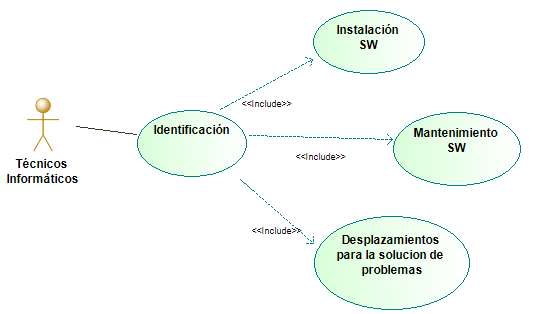 Instalación
SW
<<Include>>
Identificación
Mantenimiento
SW
<<Include>>
Técnicos
Informáticos
<<Include>>
Desplazamientos
para la solucion de
problemas